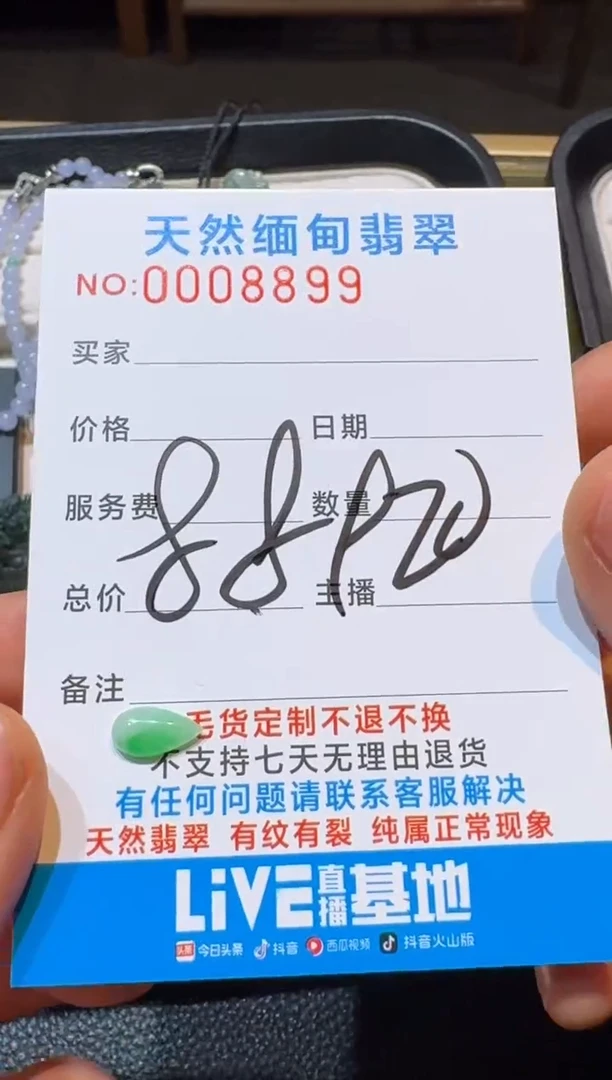 天然缅甸翡翠
NO:0008899
买家
价格 日期
服务费 数量
总价 主播
备注
毛货定制不退不换
不支持七天无理由退货
有任何问题请联系客服解决
天然翡翠 有纹有裂 纯属正常现象
LiVE直播基地
头条 今日头条 抖音 西瓜视频 抖音火山版